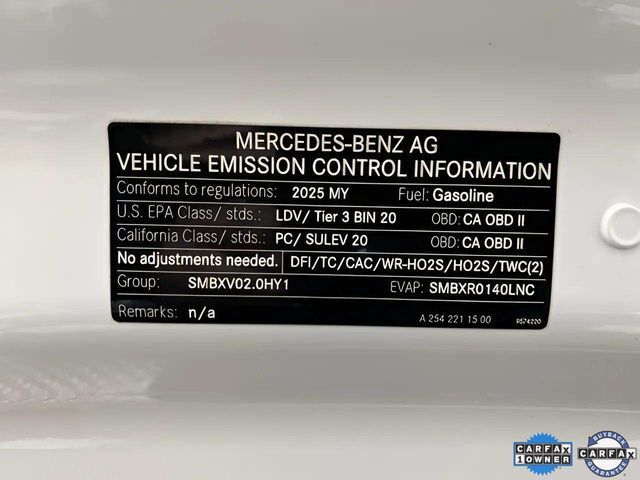 MERCEDES-BENZ AG
VEHICLE EMISSION CONTROL INFORMATION
Conforms to regulations: 2025 MY Fuel: Gasoline
U.S. EPA Class/ stds.: LDV/ Tier 3 BIN 20 OBD: CA OBD II
California Class/ stds.: PC/ SULEV 20 OBD: CA OBD II
No adjustments needed. DFI/TC/CAC/WR-HO2S/HO2S/TWC(2)
Group: SMBXV02.0HY1 EVAP: SMBXR0140LNC
Remarks: n/a A 254 221 15 00
CARFAX
1 OWNER
BUYBACK
CARFAX
GUARANTEE